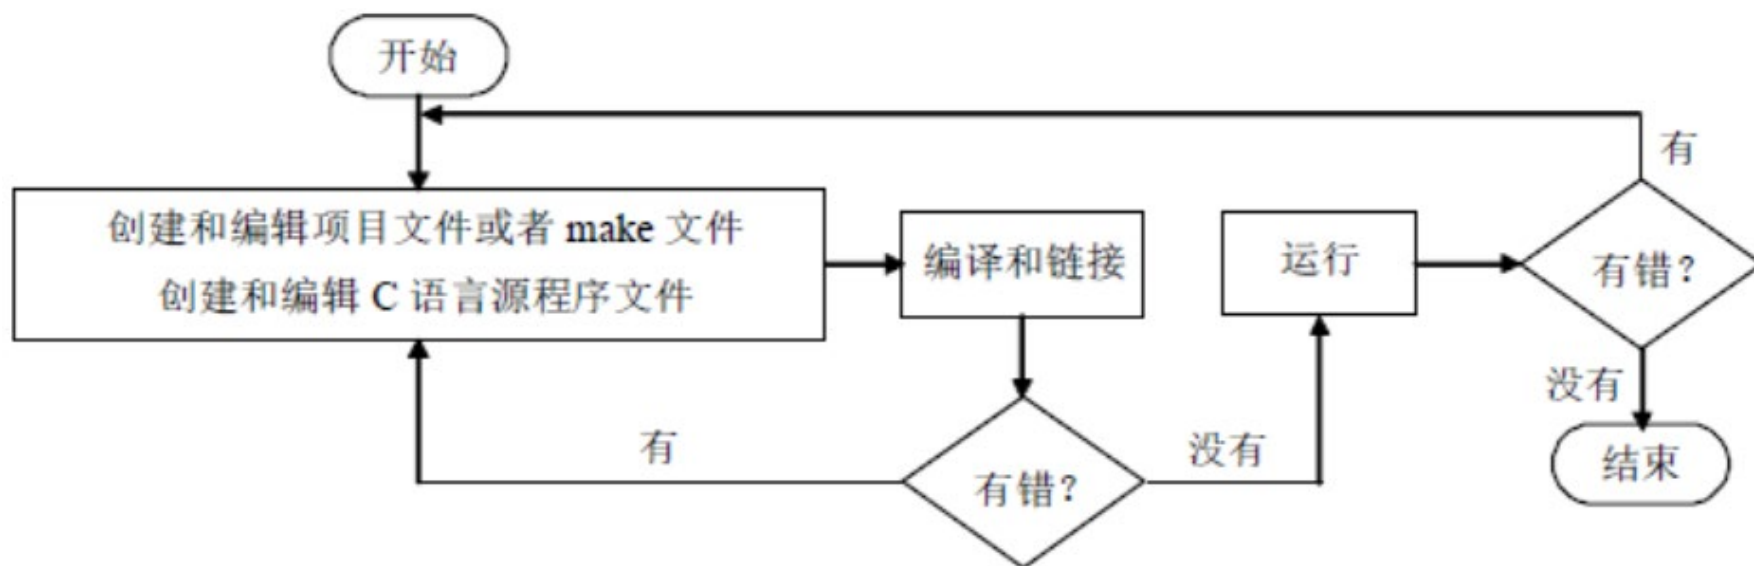 开始
有
创建和编辑项目文件或者 make 文件
创建和编辑 C 语言源程序文件
编译和链接
运行
有错？
没有
有
有错？
没有
结束